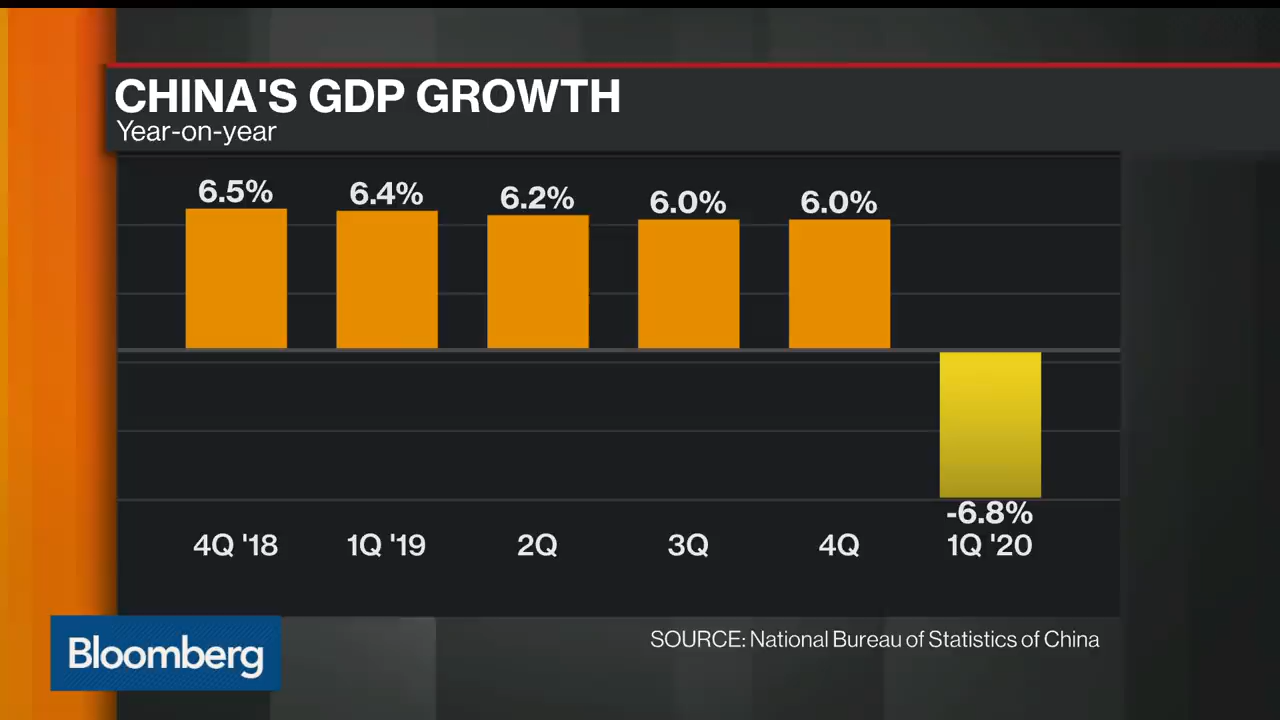 CHINA'S GDP GROWTH
Year-on-year
6.5% 6.4% 6.2% 6.0% 6.0%
-6.8%
4Q '18 1Q '19 2Q 3Q 4Q 1Q '20
SOURCE: National Bureau of Statistics of China
Bloomberg